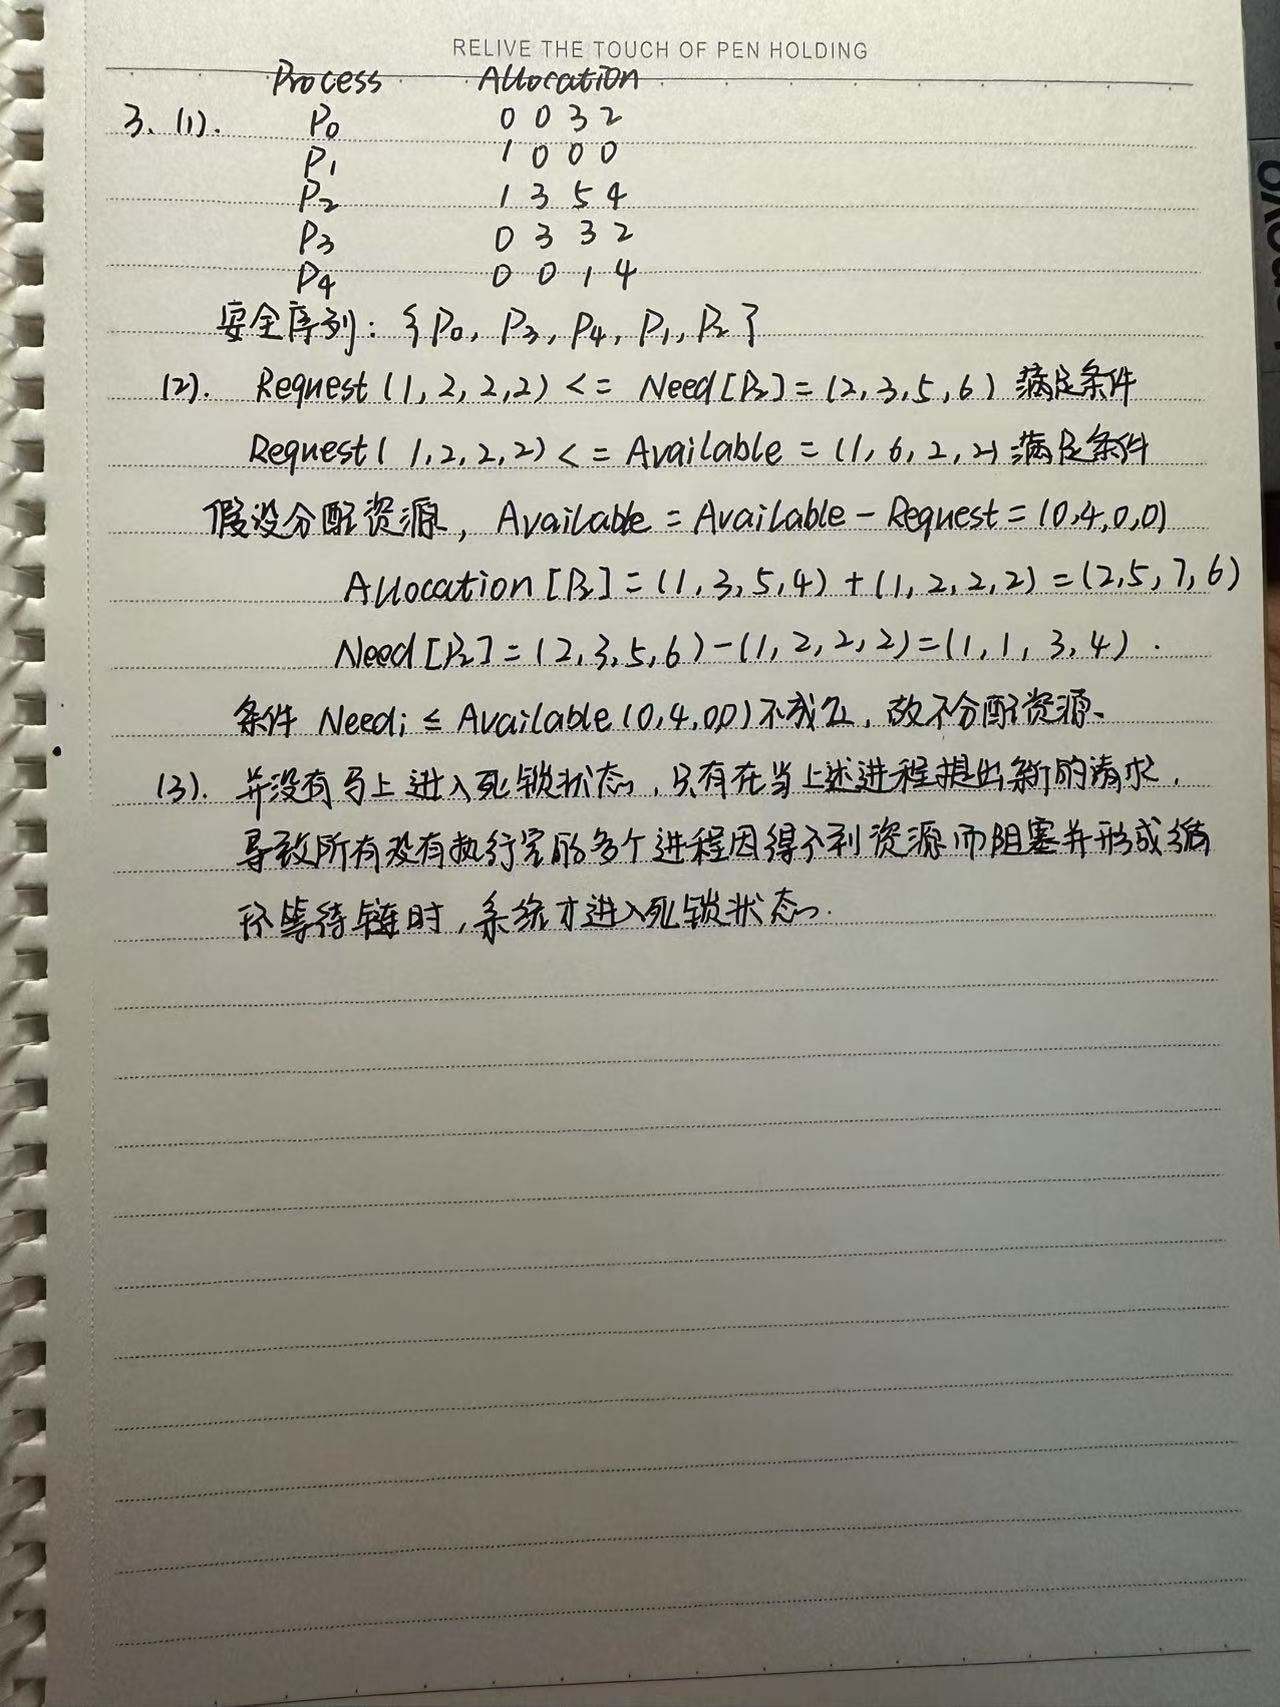 RELIVE THE TOUCH OF PEN HOLDING
Process Allocation
3. (1). P0 0 0 3 2
P1 1 0 0 0
P2 1 3 5 4
P3 0 3 3 2
P4 0 0 1 4
安全序列: {P0, P3, P4, P1, P2}
(2). Request (1, 2, 2, 2) <= Need [P2] = (2, 3, 5, 6) 满足条件
Request ( 1, 2, 2, 2) <= Available = (1, 6, 2, 2) 满足条件
假设分配资源, Available = Available - Request = (0, 4, 0, 0)
Allocation [P2] = (1, 3, 5, 4) + (1, 2, 2, 2) = (2, 5, 7, 6)
Need [P2] = (2, 3, 5, 6) - (1, 2, 2, 2) = (1, 1, 3, 4).
条件 Needi ≤ Available (0, 4, 0, 0) 不成立, 故不分配资源.
(3). 并没有马上进入死锁状态, 只有在当上述进程提出新的请求,
导致所有没有执行完的多个进程因得不到资源而阻塞并形成循
环等待链时, 系统才进入死锁状态.